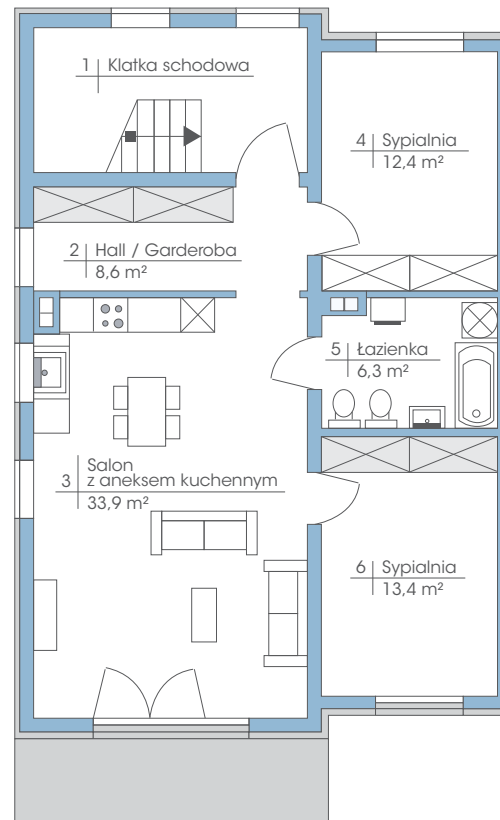 1 | Klatka schodowa
4 | Sypialnia
12,4 m²
2 | Hall / Garderoba
8,6 m²
5 | Łazienka
6,3 m²
3 | Salon
z aneksem kuchennym
33,9 m²
6 | Sypialnia
13,4 m²